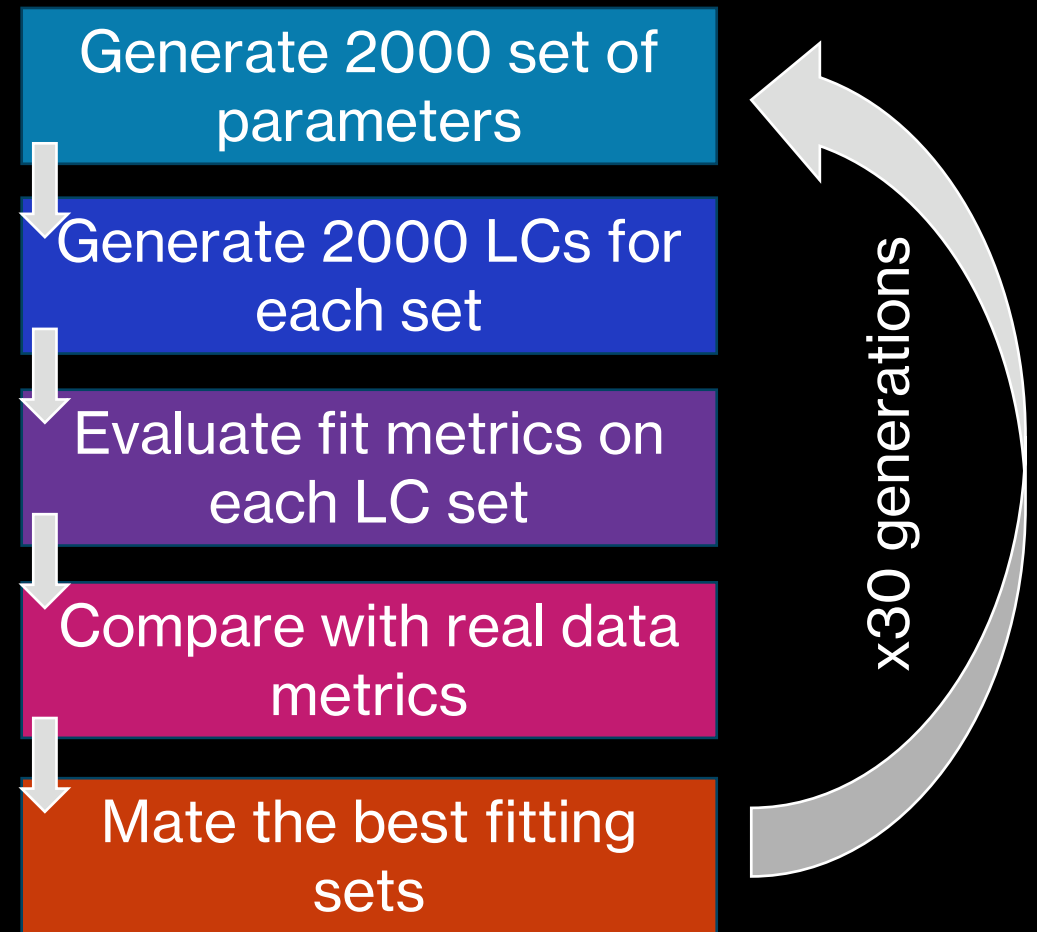 Generate 2000 set of
parameters
Generate 2000 LCs for
each set
Evaluate fit metrics on
each LC set
Compare with real data
metrics
Mate the best fitting
sets
x30 generations